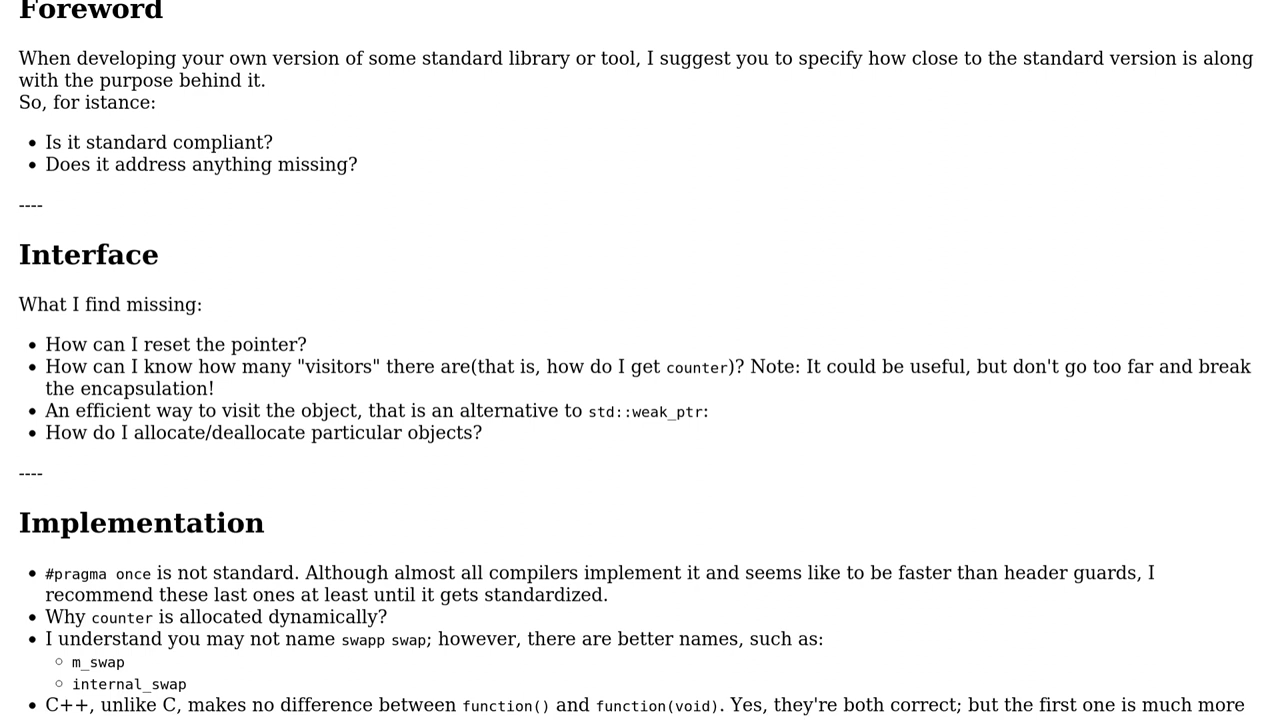 Foreword
When developing your own version of some standard library or tool, I suggest you to specify how close to the standard version is along
with the purpose behind it.
So, for istance:
• Is it standard compliant?
• Does it address anything missing?
----
Interface
What I find missing:
• How can I reset the pointer?
• How can I know how many "visitors" there are(that is, how do I get counter)? Note: It could be useful, but don't go too far and break
the encapsulation!
• An efficient way to visit the object, that is an alternative to std::weak_ptr:
• How do I allocate/deallocate particular objects?
----
Implementation
• #pragma once is not standard. Although almost all compilers implement it and seems like to be faster than header guards, I
recommend these last ones at least until it gets standardized.
• Why counter is allocated dynamically?
• I understand you may not name swapp swap; however, there are better names, such as:
◦ m_swap
◦ internal_swap
• C++, unlike C, makes no difference between function() and function(void). Yes, they're both correct; but the first one is much more